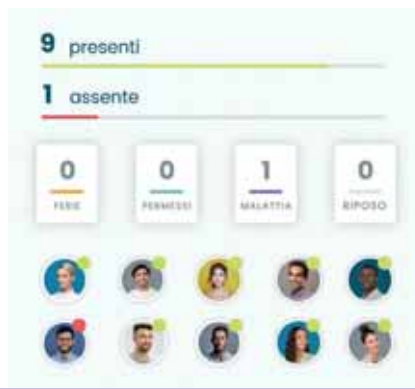 9 presenti
1 assente
0 0 1 0
FERIE PERMESSI MALATTIA RIPOSO